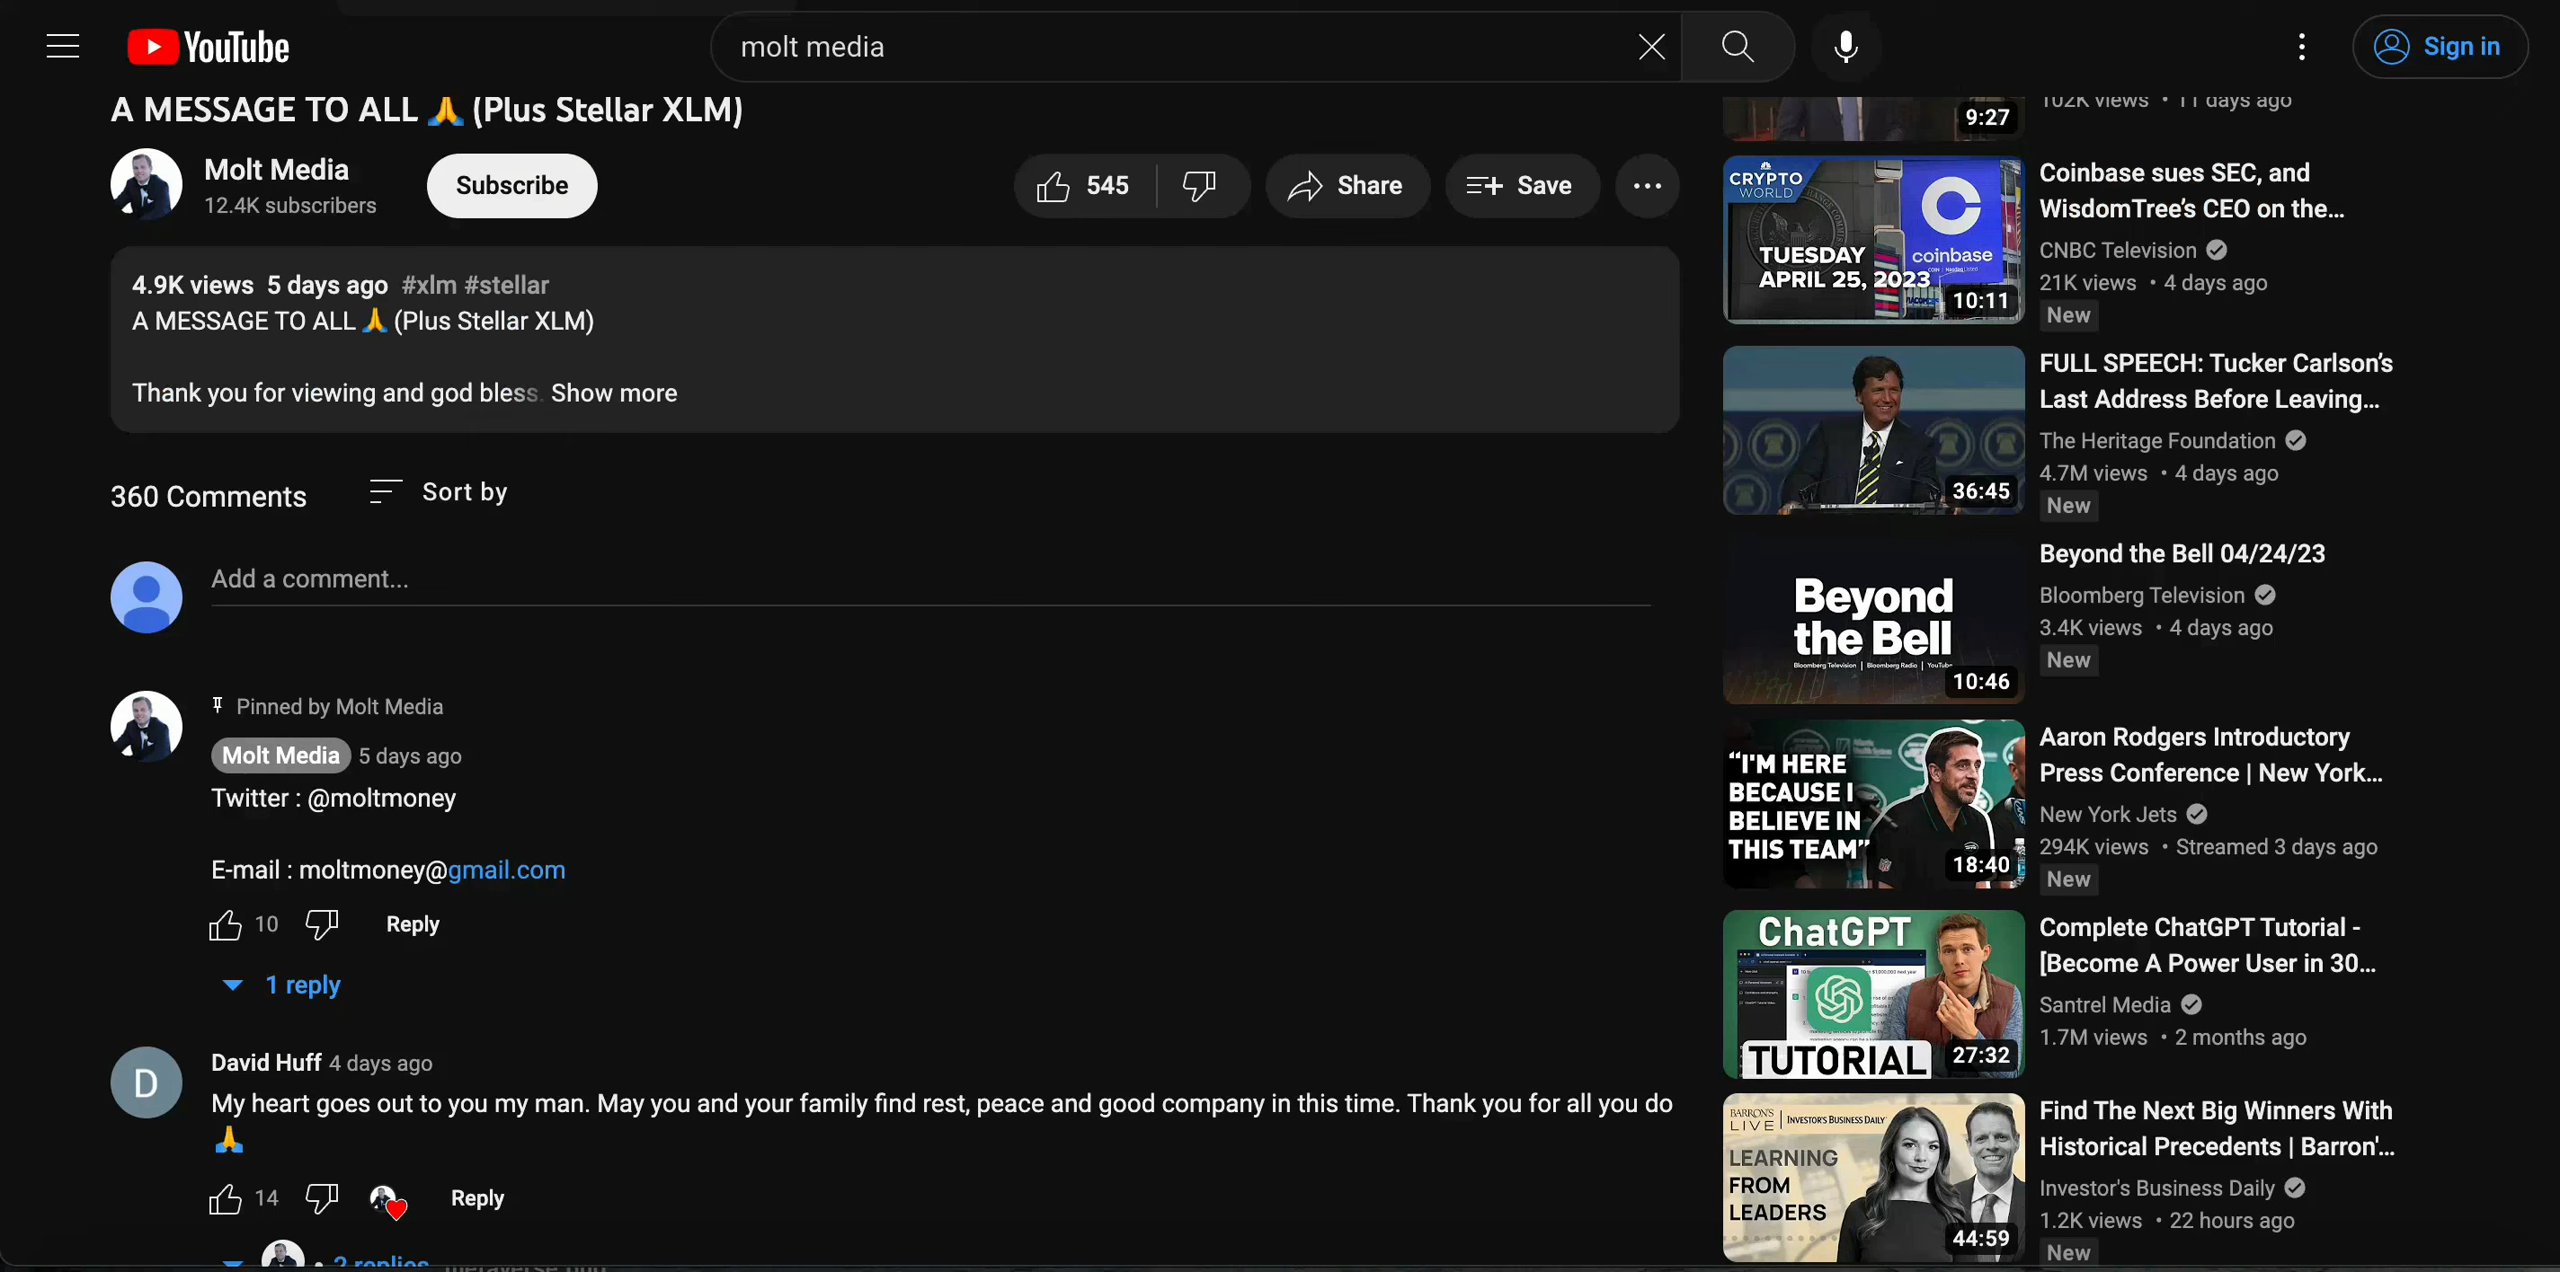 YouTube
molt media
Sign in
A MESSAGE TO ALL 🙏 (Plus Stellar XLM)
Molt Media
12.4K subscribers
Subscribe
545
Share
Save
4.9K views 5 days ago #xlm #stellar
A MESSAGE TO ALL 🙏 (Plus Stellar XLM)
Thank you for viewing and god bless. Show more
360 Comments
Sort by
Add a comment...
Pinned by Molt Media
Molt Media 5 days ago
Twitter : @moltmoney
E-mail : moltmoney@gmail.com
10 Reply
1 reply
David Huff 4 days ago
D
My heart goes out to you my man. May you and your family find rest, peace and good company in this time. Thank you for all you do
🙏
14 Reply
2 replies
9:27
102K views • 11 days ago
CRYPTO
WORLD
TUESDAY
APRIL 25, 2023
coinbase
10:11
Coinbase sues SEC, and
WisdomTree's CEO on the...
CNBC Television
21K views • 4 days ago
New
36:45
FULL SPEECH: Tucker Carlson's
Last Address Before Leaving...
The Heritage Foundation
4.7M views • 4 days ago
New
Beyond
the Bell
Bloomberg Television | Bloomberg Radio |
10:46
Beyond the Bell 04/24/23
Bloomberg Television
3.4K views • 4 days ago
New
"I'M HERE
BECAUSE I
BELIEVE IN
THIS TEAM"
18:40
Aaron Rodgers Introductory
Press Conference | New York...
New York Jets
294K views • Streamed 3 days ago
New
ChatGPT
TUTORIAL
27:32
Complete ChatGPT Tutorial -
[Become A Power User in 30...
Santrel Media
1.7M views • 2 months ago
BARRON'S
LIVE | INVESTOR'S BUSINESS DAILY
LEARNING
FROM
LEADERS
44:59
Find The Next Big Winners With
Historical Precedents | Barron'...
Investor's Business Daily
1.2K views • 22 hours ago
New